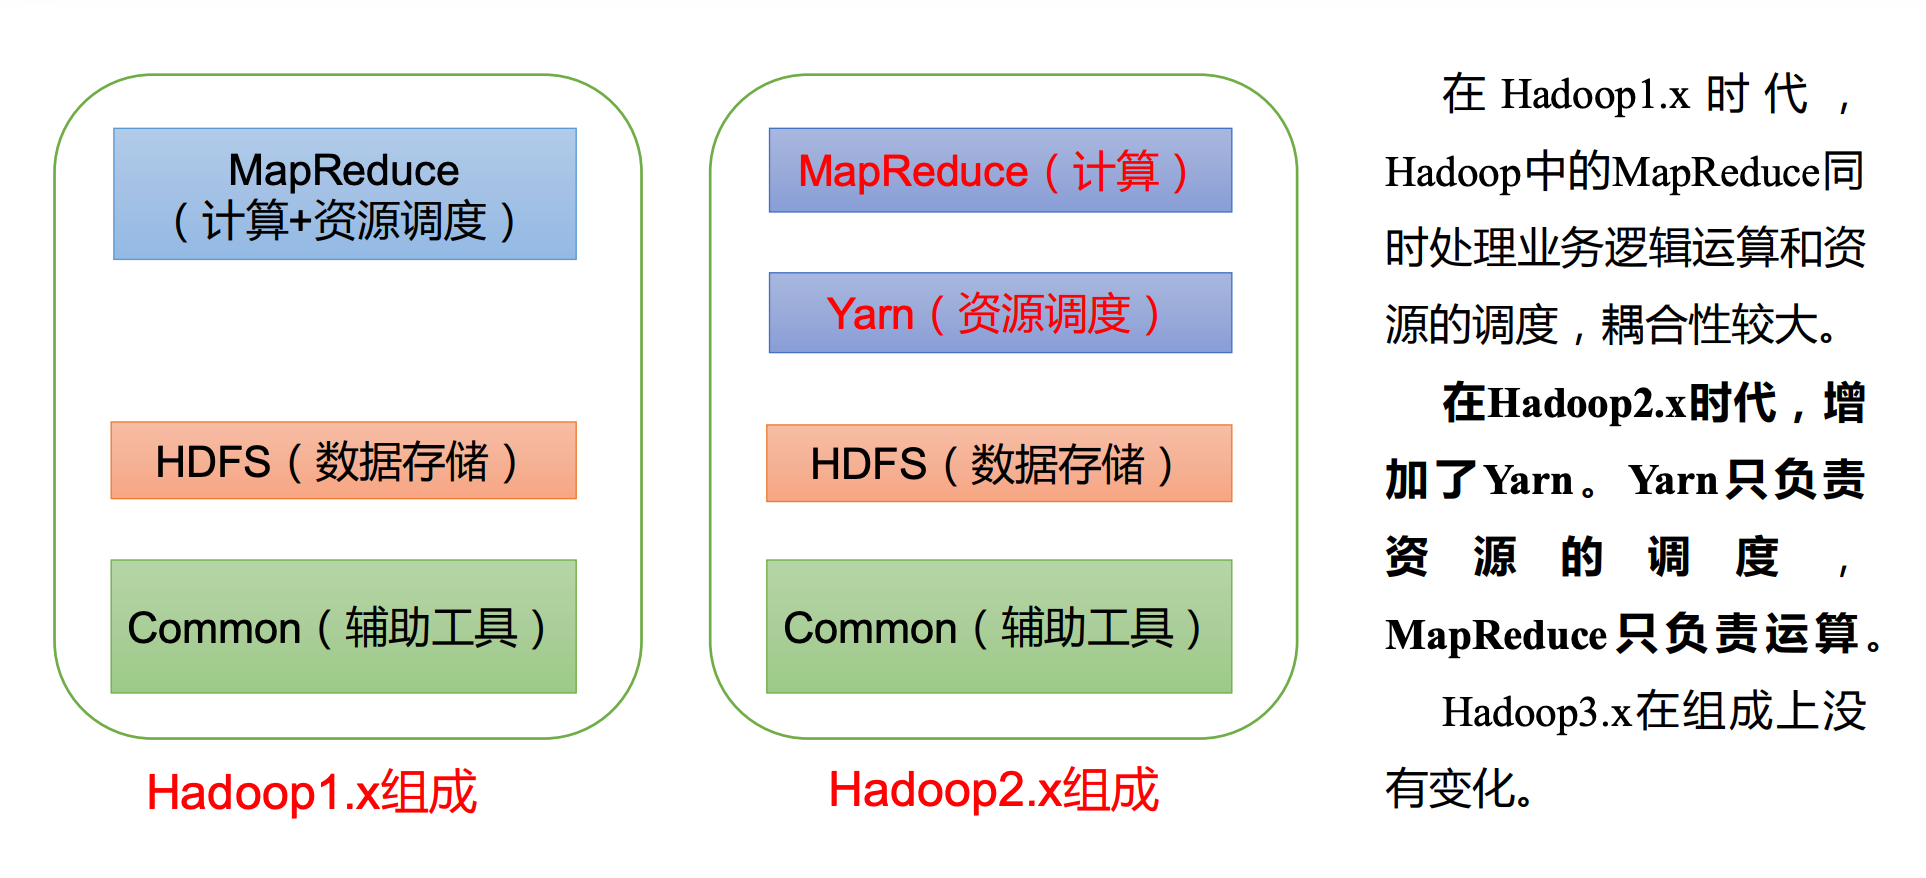 MapReduce
（计算+资源调度）
HDFS（数据存储）
Common（辅助工具）
Hadoop1.x组成
MapReduce（计算）
Yarn（资源调度）
HDFS（数据存储）
Common（辅助工具）
Hadoop2.x组成
在Hadoop1.x时代，
Hadoop中的MapReduce同
时处理业务逻辑运算和资
源的调度，耦合性较大。
在Hadoop2.x时代，增
加了Yarn。Yarn只负责
资源的调度，
MapReduce只负责运算。
Hadoop3.x在组成上没
有变化。